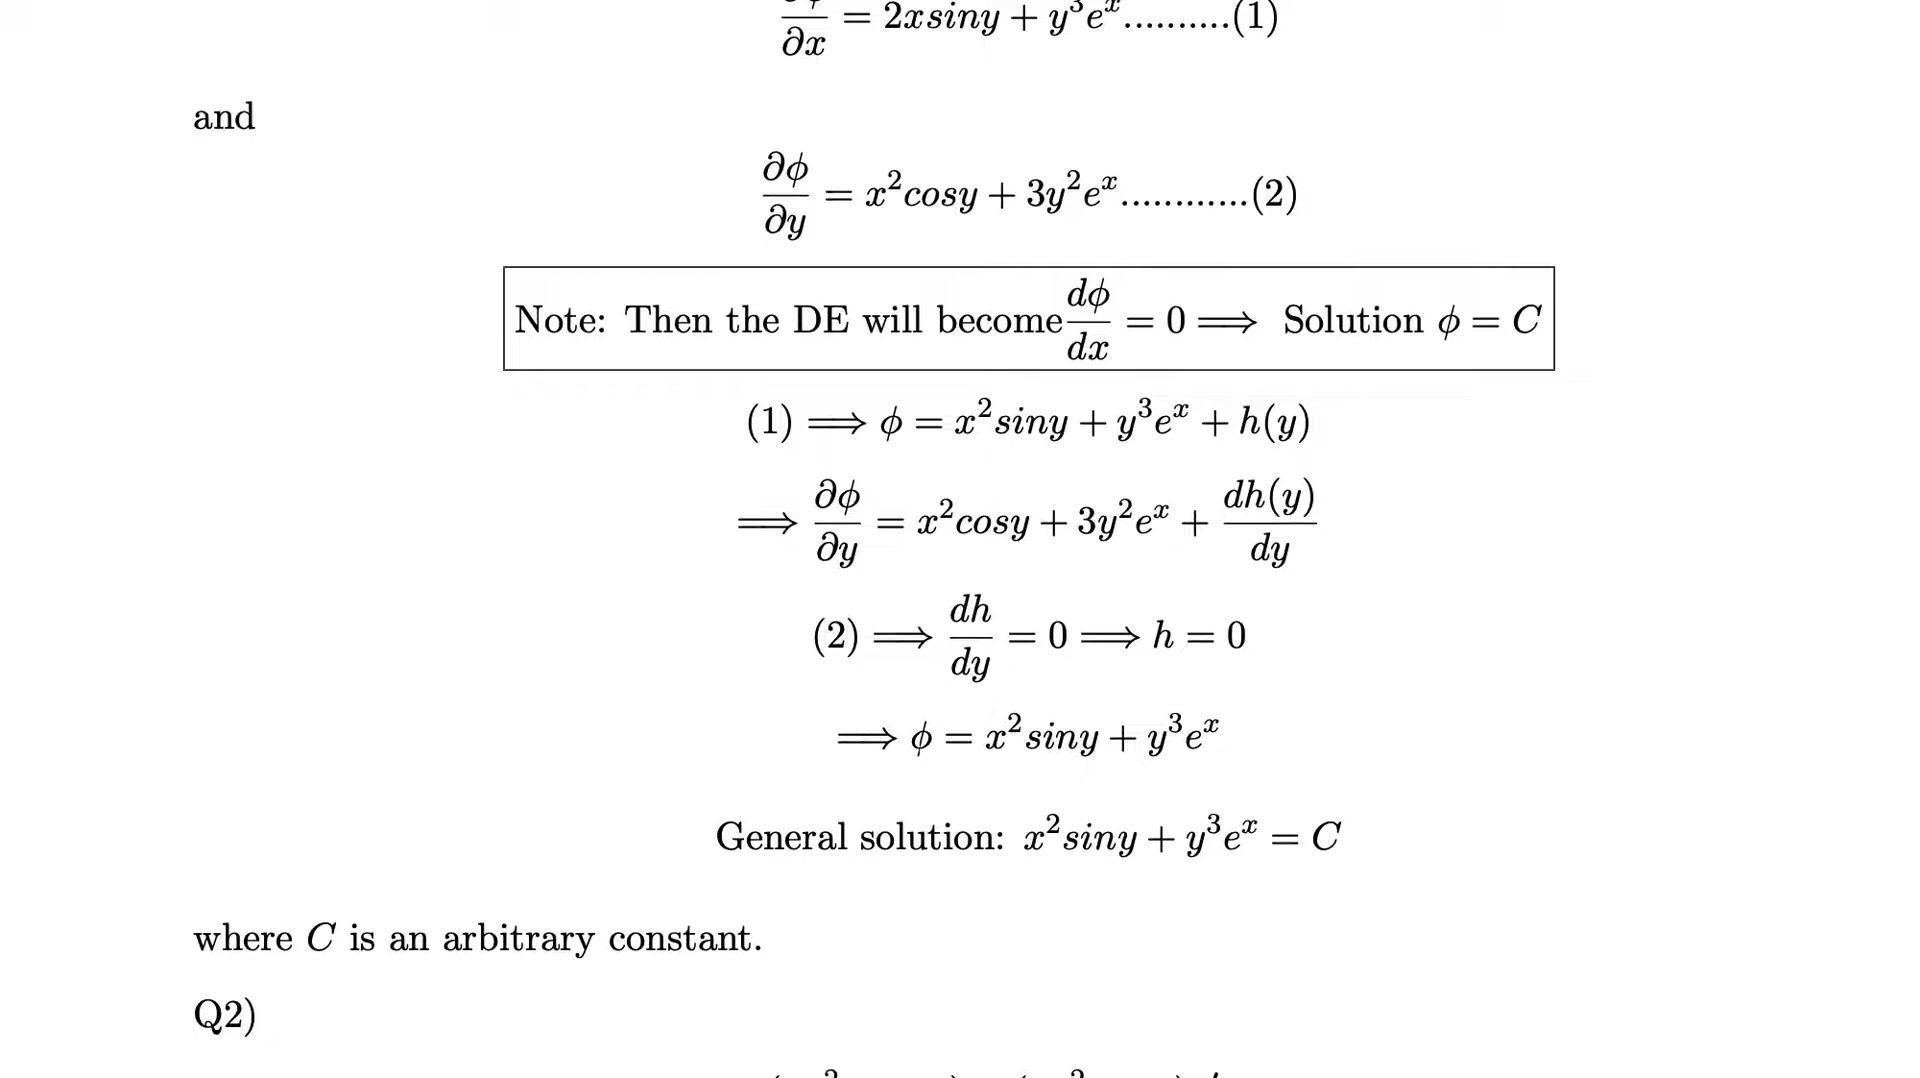 ∂ϕ/∂x = 2xsiny + y³eˣ..........(1)
and
∂ϕ/∂y = x²cosy + 3y²eˣ............(2)
Note: Then the DE will become dϕ/dx = 0 ⟹ Solution ϕ = C
(1) ⟹ ϕ = x²siny + y³eˣ + h(y)
⟹ ∂ϕ/∂y = x²cosy + 3y²eˣ + dh(y)/dy
(2) ⟹ dh/dy = 0 ⟹ h = 0
⟹ ϕ = x²siny + y³eˣ
General solution: x²siny + y³eˣ = C
where C is an arbitrary constant.
Q2)